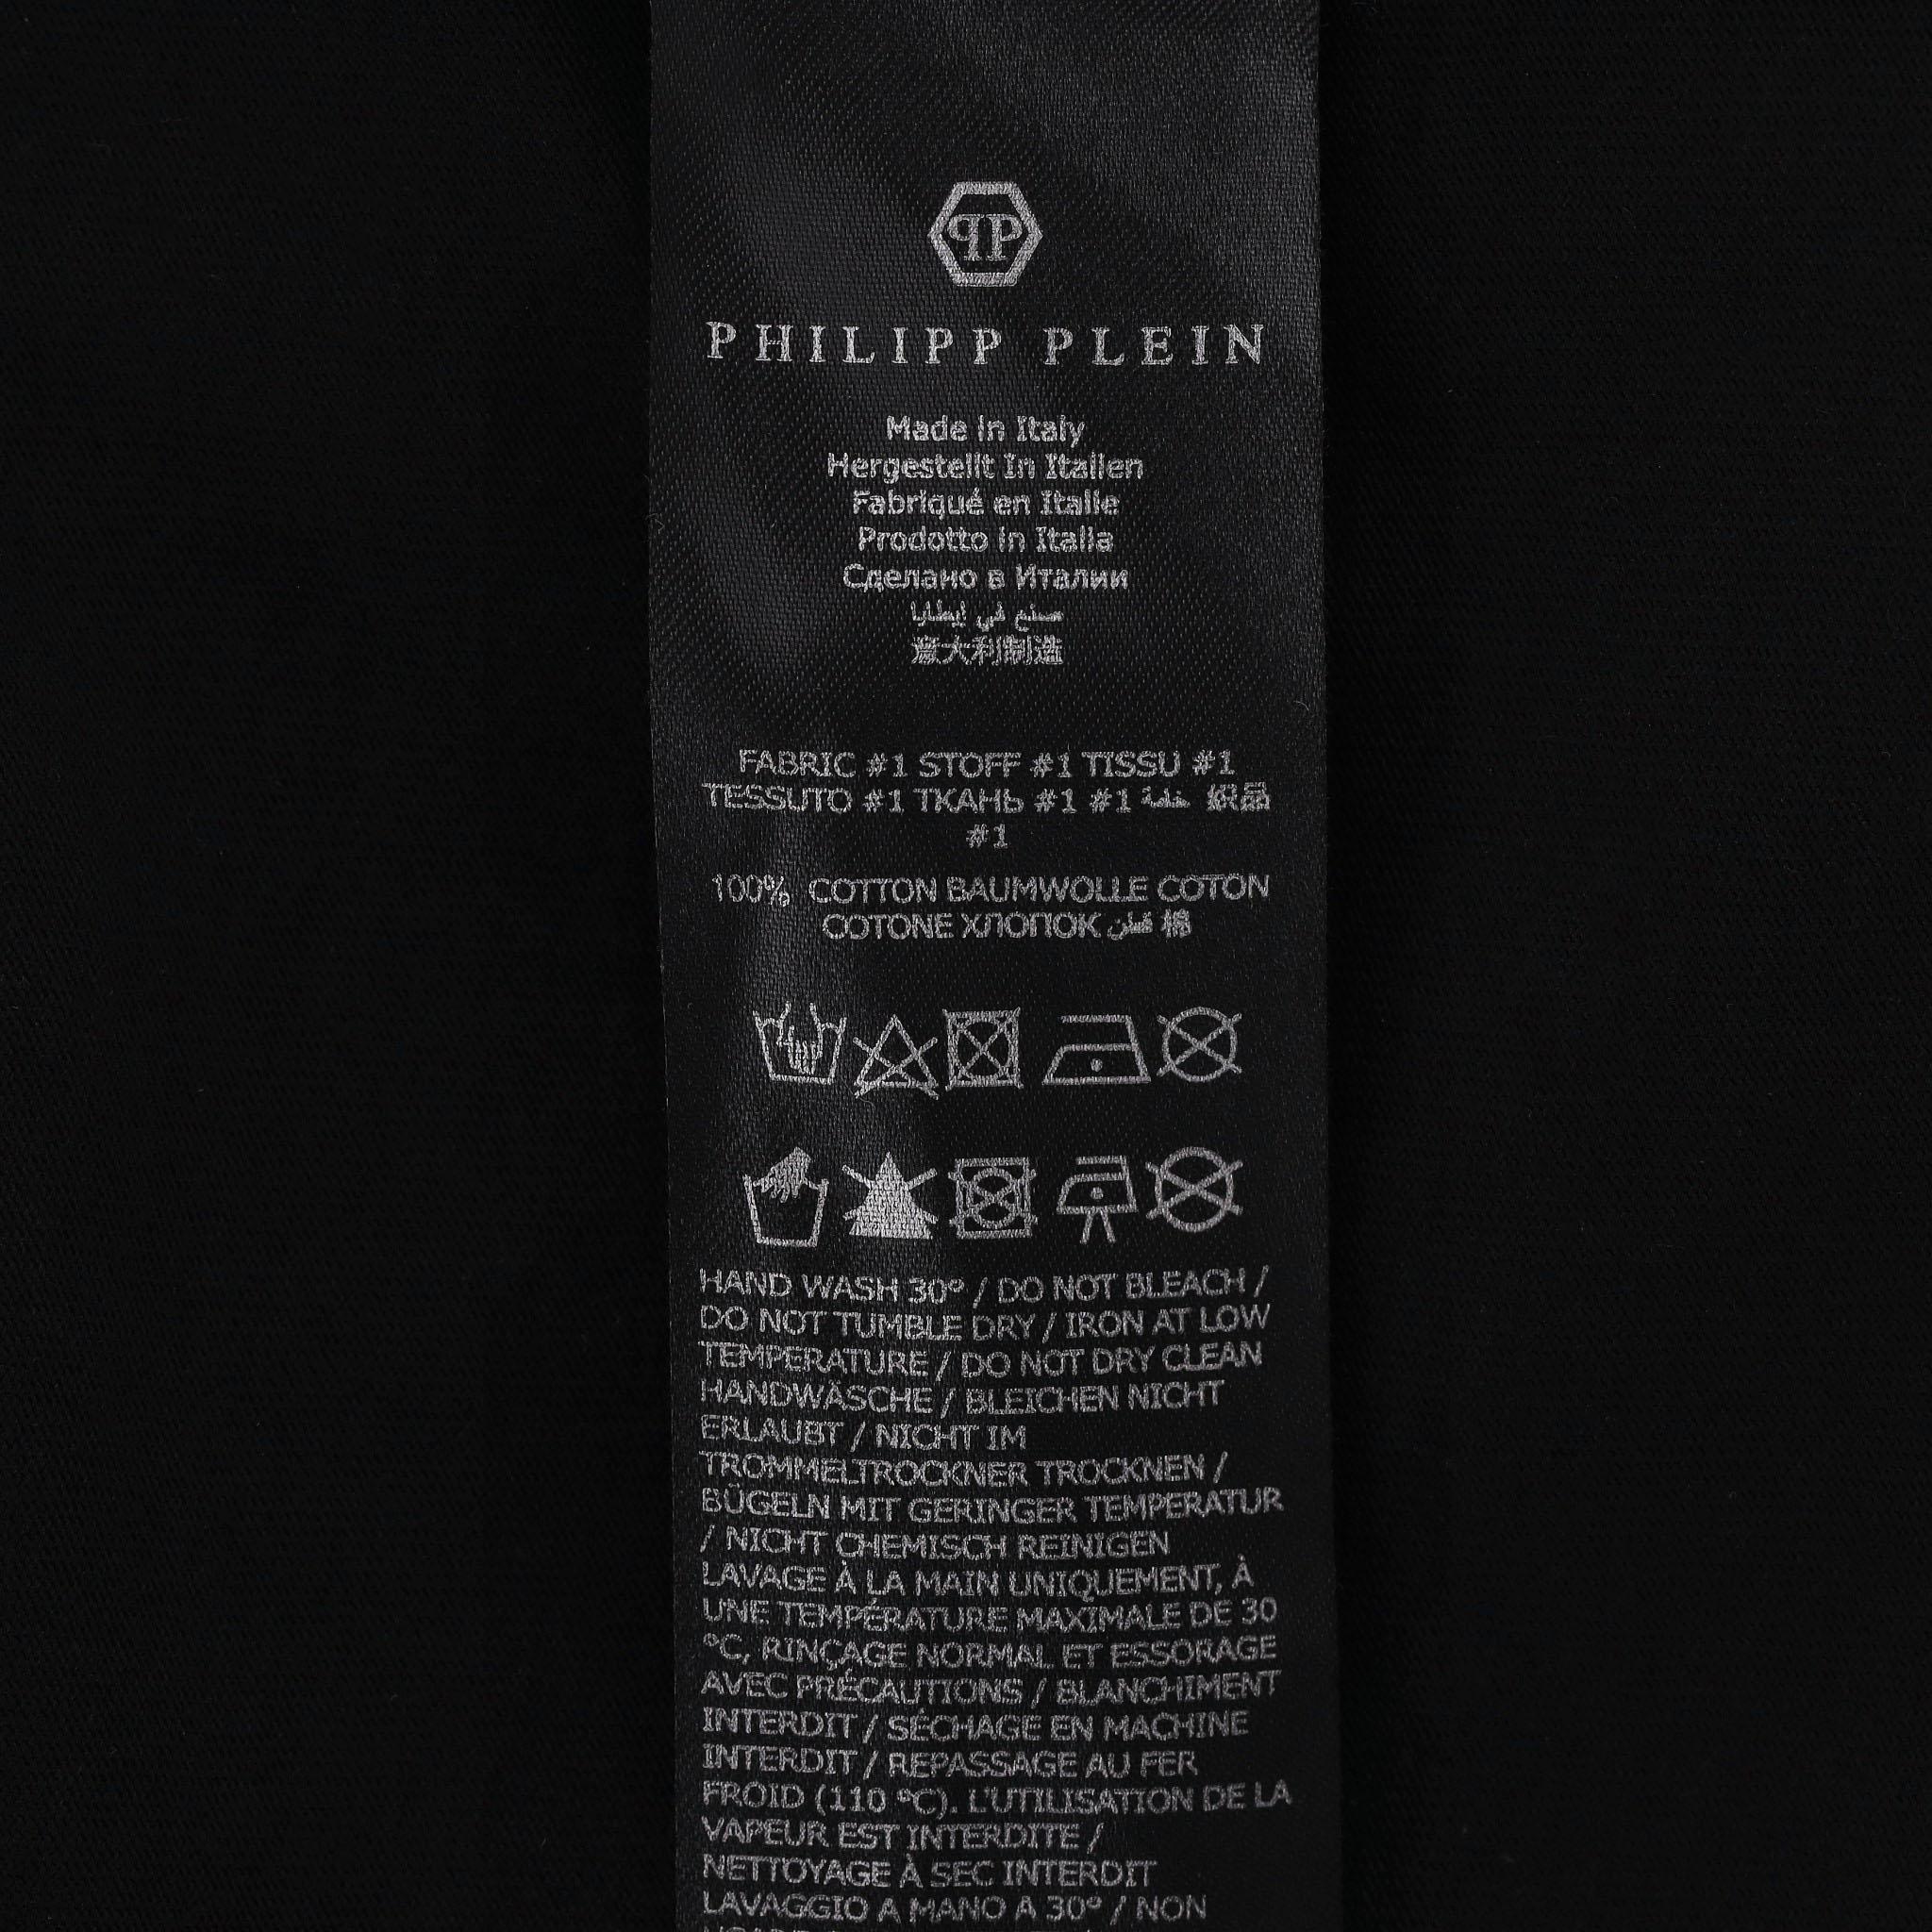 PP
PHILIPP PLEIN
Made in Italy
Hergestellt In Italien
Fabriqué en Italie
Prodotto in Italia
Сделано в Италии
صنع في إيطايا
意大利制造
FABRIC #1 STOFF #1 TISSU #1
TESSUTO #1 ТКАНЬ #1 #1 织品
#1
100% COTTON BAUMWOLLE COTON
COTONE ХЛОПОК قطن 棉
HAND WASH 30° / DO NOT BLEACH /
DO NOT TUMBLE DRY / IRON AT LOW
TEMPERATURE / DO NOT DRY CLEAN
HANDWÄSCHE / BLEICHEN NICHT
ERLAUBT / NICHT IM
TROMMELTROCKNER TROCKNEN /
BÜGELN MIT GERINGER TEMPERATUR
/ NICHT CHEMISCH REINIGEN
LAVAGE À LA MAIN UNIQUEMENT, À
UNE TEMPÉRATURE MAXIMALE DE 30
°C, RINÇAGE NORMAL ET ESSORAGE
AVEC PRÉCAUTIONS / BLANCHIMENT
INTERDIT / SÉCHAGE EN MACHINE
INTERDIT / REPASSAGE AU FER
FROID (110 °C). L'UTILISATION DE LA
VAPEUR EST INTERDITE /
NETTOYAGE À SEC INTERDIT
LAVAGGIO A MANO A 30° / NON